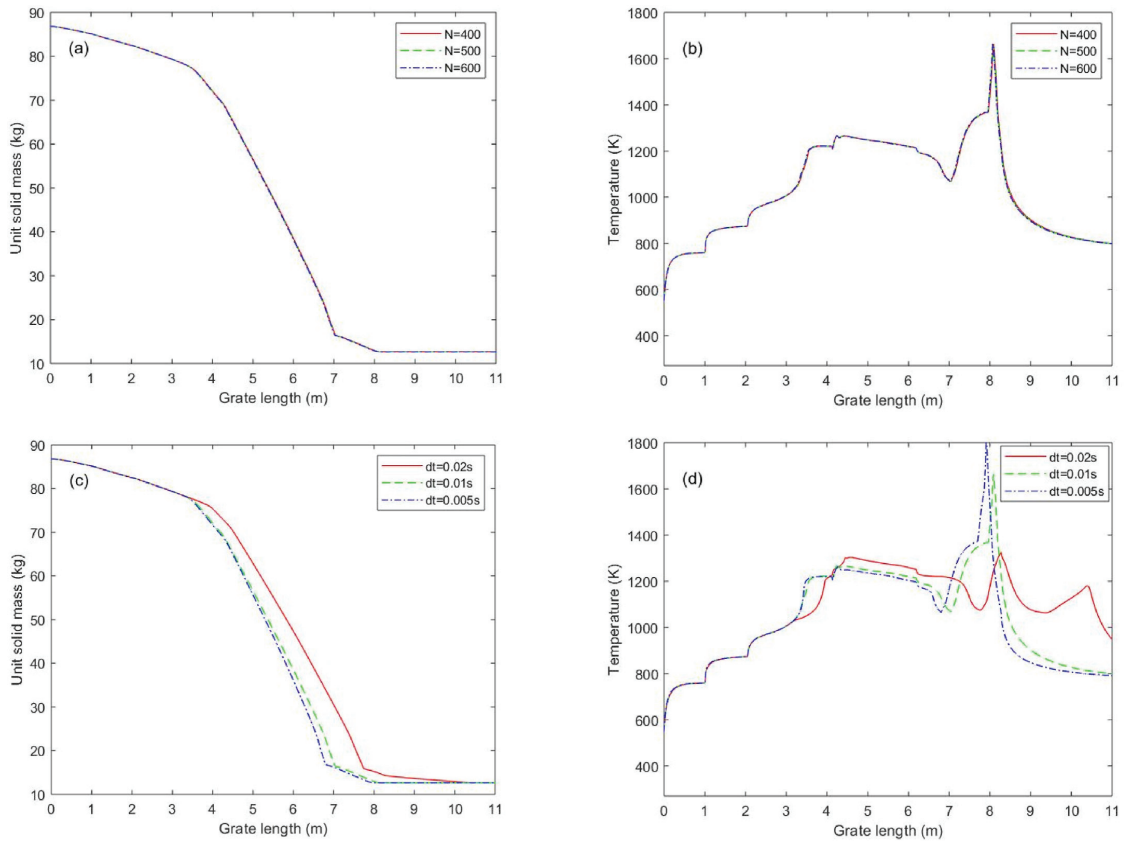 (a)
N=400
N=500
N=600
90
80
70
60
50
40
30
20
10
Unit solid mass (kg)
0 1 2 3 4 5 6 7 8 9 10 11
Grate length (m)
(b)
N=400
N=500
N=600
1800
1600
1400
1200
1000
800
600
400
Temperature (K)
0 1 2 3 4 5 6 7 8 9 10 11
Grate length (m)
(c)
dt=0.02s
dt=0.01s
dt=0.005s
90
80
70
60
50
40
30
20
10
Unit solid mass (kg)
0 1 2 3 4 5 6 7 8 9 10 11
Grate length (m)
(d)
dt=0.02s
dt=0.01s
dt=0.005s
1800
1600
1400
1200
1000
800
600
400
Temperature (K)
0 1 2 3 4 5 6 7 8 9 10 11
Grate length (m)